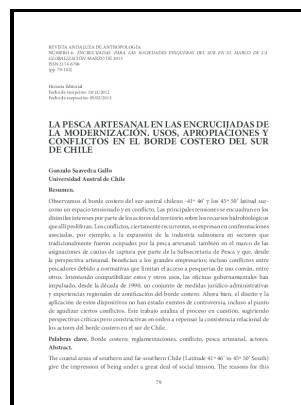 REVISTA ANDALUZA DE ANTROPOLOGÍA.
NÚMERO 4: ENCRUCIJADAS PARA LAS SOCIEDADES PESQUERAS DEL SUR EN EL MARCO DE LA
GLOBALIZACIÓN. MARZO DE 2013
ISSN 2174-6796
[pp. 79-102]
Historia Editorial
Fecha de recepción: 24/12/2012
Fecha de aceptación: 09/02/2013
LA PESCA ARTESANAL EN LAS ENCRUCIJADAS DE
LA MODERNIZACIÓN. USOS, APROPIACIONES Y
CONFLICTOS EN EL BORDE COSTERO DEL SUR
DE CHILE
Gonzalo Saavedra Gallo
Universidad Austral de Chile
Resumen.
Observamos el borde costero del sur-austral chileno -41º 46’ y los 45º 50’ latitud sur-
como un espacio tensionado y en conflicto. Las principales tensiones se encuadran en los
disímiles intereses por parte de los actores del territorio sobre los recursos hidrobiológicos
que allí proliferan. Los conflictos, ciertamente recurrentes, se expresan en confrontaciones
asociadas, por ejemplo, a la expansión de la industria salmonera en sectores que
tradicionalmente fueron ocupados por la pesca artesanal; también en el marco de las
asignaciones de cuotas de captura por parte de la Subsecretaría de Pesca y que, desde
la perspectiva artesanal, benefician a los grandes empresarios; incluso conflictos entre
pescadores debido a normativas que limitan el acceso a pesquerías de uso común, entre
otros. Intentando compatibilizar estos y otros usos, las oficinas gubernamentales han
impulsado, desde la década de 1990, un conjunto de medidas jurídico-administrativas
y experiencias regionales de zonificación del borde costero. Ahora bien, el diseño y la
aplicación de estos dispositivos no han estado exentos de controversia, incluso al punto
de agudizar ciertos conflictos. Este trabajo analiza el proceso en cuestión, sugiriendo
perspectivas críticas pero constructivas en orden a repensar la coexistencia relacional de
los actores del borde costero en el sur de Chile.
Palabras clave. Borde costero, reglamentaciones, conflicto, pesca artesanal, actores.
Abstract.
The coastal areas of southern and far-southern Chile (Latitude 41º 46’ to 45º 50’ South)
give the impression of being under a great deal of social tension. The reasons for this
79